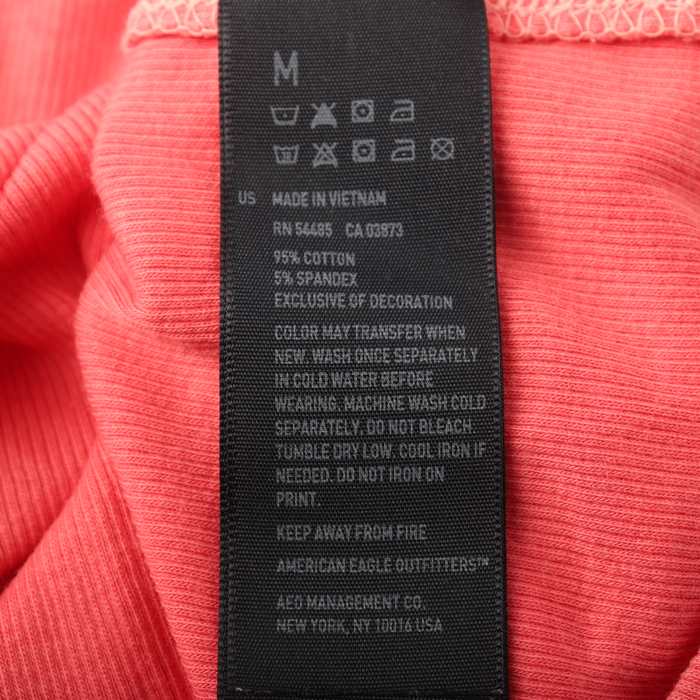 M
US MADE IN VIETNAM
RN 54485 CA 03873
95% COTTON
5% SPANDEX
EXCLUSIVE OF DECORATION
COLOR MAY TRANSFER WHEN
NEW. WASH ONCE SEPARATELY
IN COLD WATER BEFORE
WEARING. MACHINE WASH COLD
SEPARATELY. DO NOT BLEACH.
TUMBLE DRY LOW. COOL IRON IF
NEEDED. DO NOT IRON ON
PRINT.
KEEP AWAY FROM FIRE
AMERICAN EAGLE OUTFITTERS™
AEO MANAGEMENT CO.
NEW YORK, NY 10016 USA